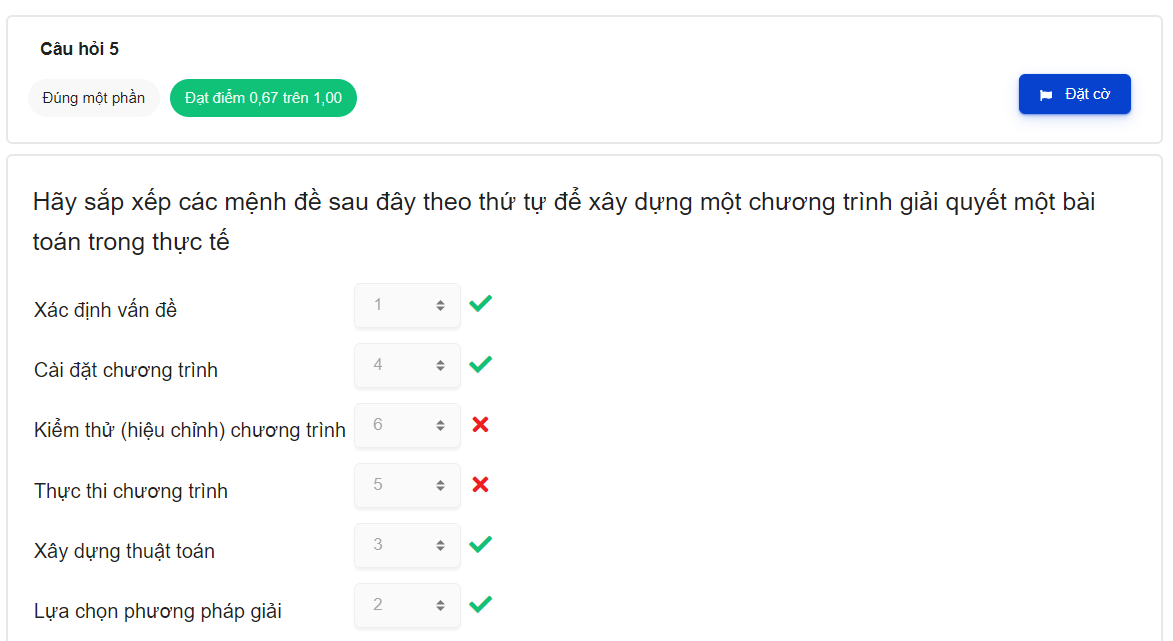 Câu hỏi 5
Đúng một phần
Đạt điểm 0,67 trên 1,00
Đặt cờ
Hãy sắp xếp các mệnh đề sau đây theo thứ tự để xây dựng một chương trình giải quyết một bài
toán trong thực tế
Xác định vấn đề 1
Cài đặt chương trình 4
Kiểm thử (hiệu chỉnh) chương trình 6
Thực thi chương trình 5
Xây dựng thuật toán 3
Lựa chọn phương pháp giải 2